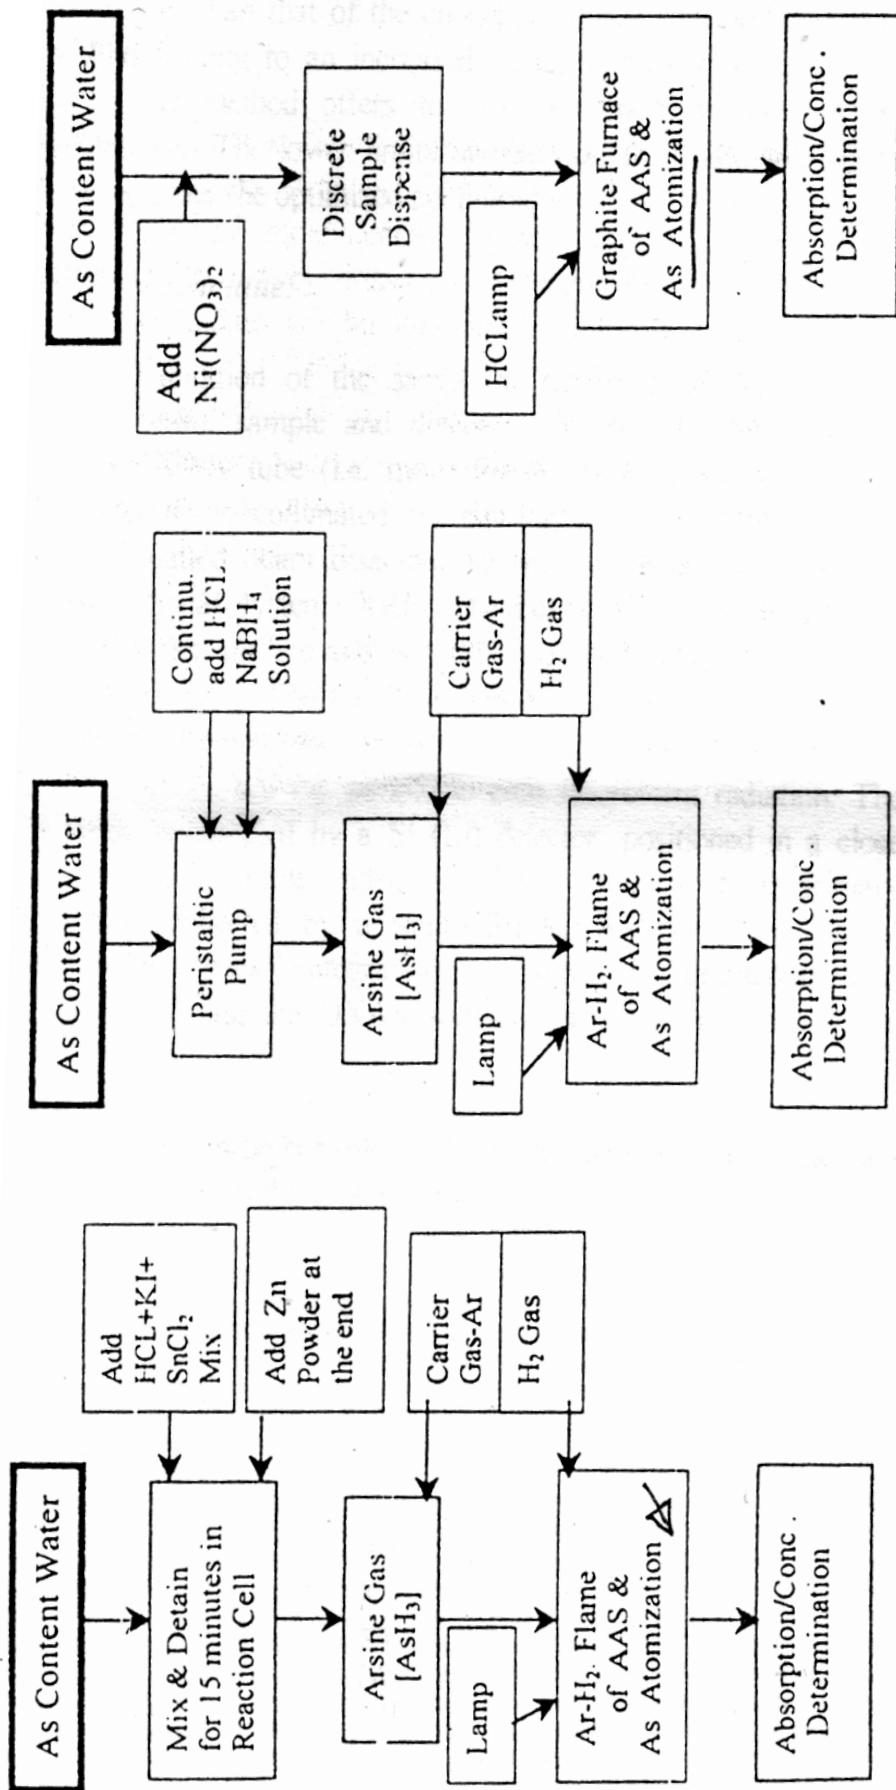 As Content Water
Add
HCL+KI+
SnCl₂
Mix
Mix & Detain
for 15 minutes in
Reaction Cell
Add Zn
Powder at
the end
Arsine Gas
[AsH₃]
Carrier
Gas-Ar
H₂ Gas
Lamp
Ar-H₂. Flame
of AAS &
As Atomization
Absorption/Conc .
Determination
As Content Water
Continu.
add HCL
NaBH₄
Solution
Peristaltic
Pump
Arsine Gas
[AsH₃]
Carrier
Gas-Ar
H₂ Gas
Lamp
Ar-H₂. Flame
of AAS &
As Atomization
Absorption/Conc .
Determination
As Content Water
Add
Ni(NO₃)₂
Discrete
Sample
Dispense
HCLamp
Graphite Furnace
of AAS &
As Atomization
Absorption/Conc .
Determination